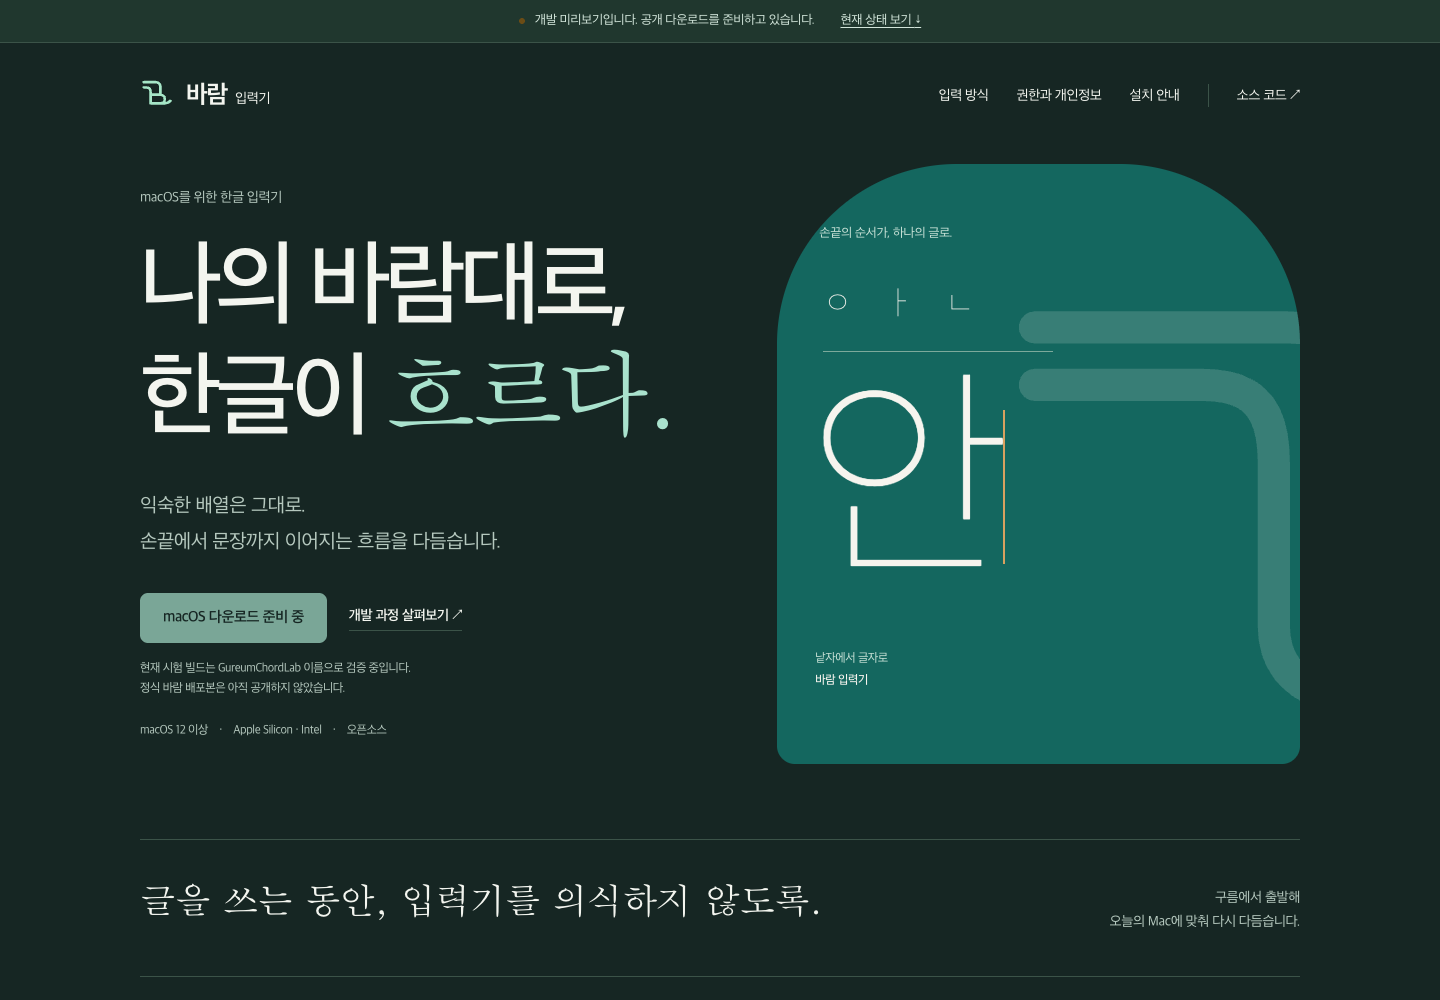 개발 미리보기입니다. 공개 다운로드를 준비하고 있습니다. 현재 상태 보기 ↓
바람 입력기
입력 방식 권한과 개인정보 설치 안내 소스 코드 ↗
macOS를 위한 한글 입력기
나의 바람대로,
한글이 흐르다.
익숙한 배열은 그대로.
손끝에서 문장까지 이어지는 흐름을 다듬습니다.
macOS 다운로드 준비 중 개발 과정 살펴보기 ↗
현재 시험 빌드는 GureumChordLab 이름으로 검증 중입니다.
정식 바람 배포본은 아직 공개하지 않았습니다.
macOS 12 이상 · Apple Silicon · Intel · 오픈소스
손끝의 순서가, 하나의 글로.
ㅇ ㅏ ㄴ
안
낱자에서 글자로
바람 입력기
글을 쓰는 동안, 입력기를 의식하지 않도록.
구름에서 출발해
오늘의 Mac에 맞춰 다시 다듬습니다.